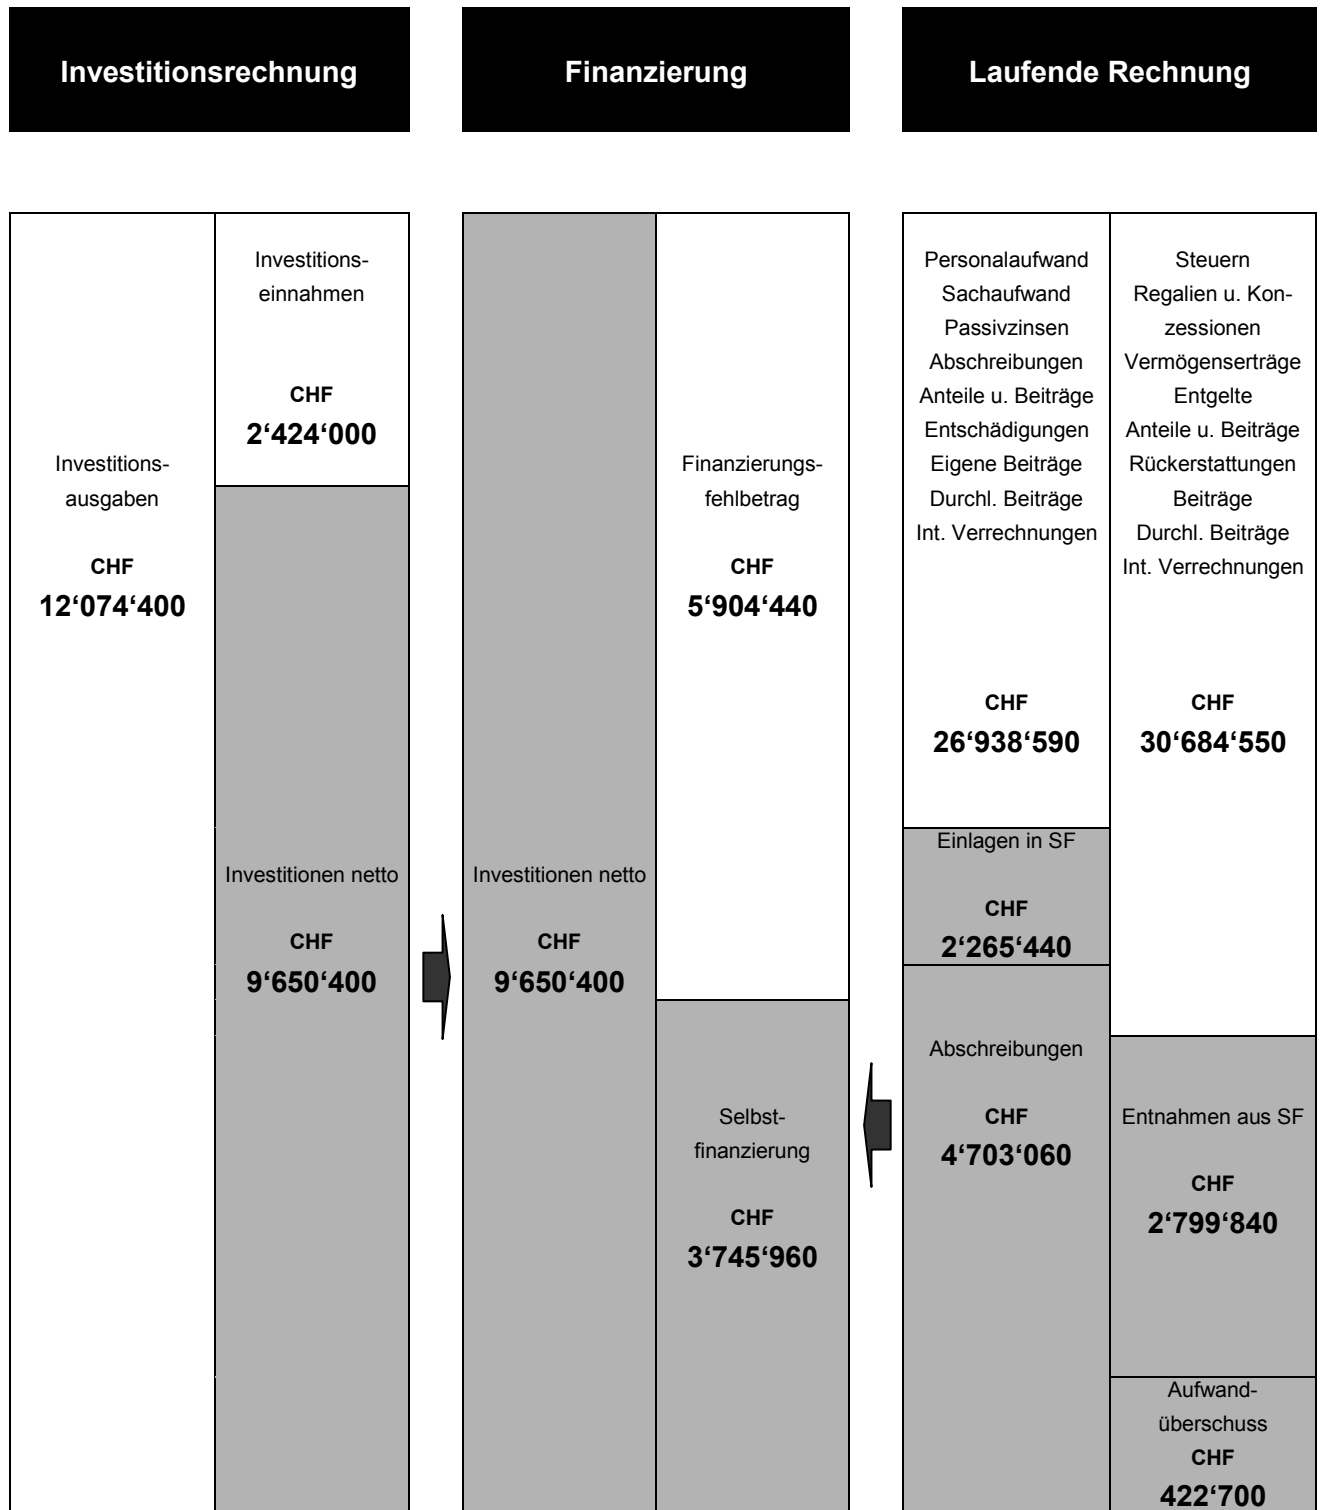 Investitionsrechnung
Finanzierung
Laufende Rechnung
Investitions-
ausgaben
CHF
12‘074‘400
Investitions-
einnahmen
CHF
2‘424‘000
Investitionen netto
CHF
9‘650‘400
Investitionen netto
CHF
9‘650‘400
Finanzierungs-
fehlbetrag
CHF
5‘904‘440
Selbst-
finanzierung
CHF
3‘745‘960
Personalaufwand
Sachaufwand
Passivzinsen
Abschreibungen
Anteile u. Beiträge
Entschädigungen
Eigene Beiträge
Durchl. Beiträge
Int. Verrechnungen
CHF
26‘938‘590
Einlagen in SF
CHF
2‘265‘440
Abschreibungen
CHF
4‘703‘060
Steuern
Regalien u. Kon-
zessionen
Vermögenserträge
Entgelte
Anteile u. Beiträge
Rückerstattungen
Beiträge
Durchl. Beiträge
Int. Verrechnungen
CHF
30‘684‘550
Entnahmen aus SF
CHF
2‘799‘840
Aufwand-
überschuss
CHF
422‘700